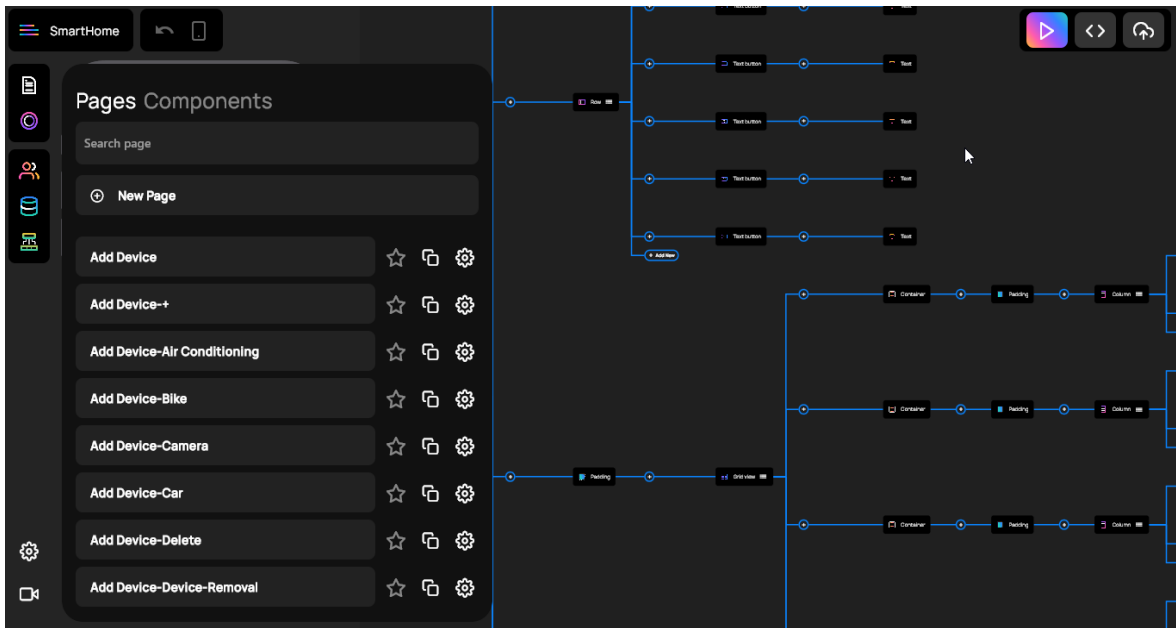 SmartHome
Pages Components
Search page
New Page
Add Device
Add Device-+
Add Device-Air Conditioning
Add Device-Bike
Add Device-Camera
Add Device-Car
Add Device-Delete
Add Device-Device-Removal
Text button Text
Text button Text
Row
Text button Text
Text button Text
Text button Text
+ Add New
Container Padding Column
Container Padding Column
Padding Grid view
Container Padding Column